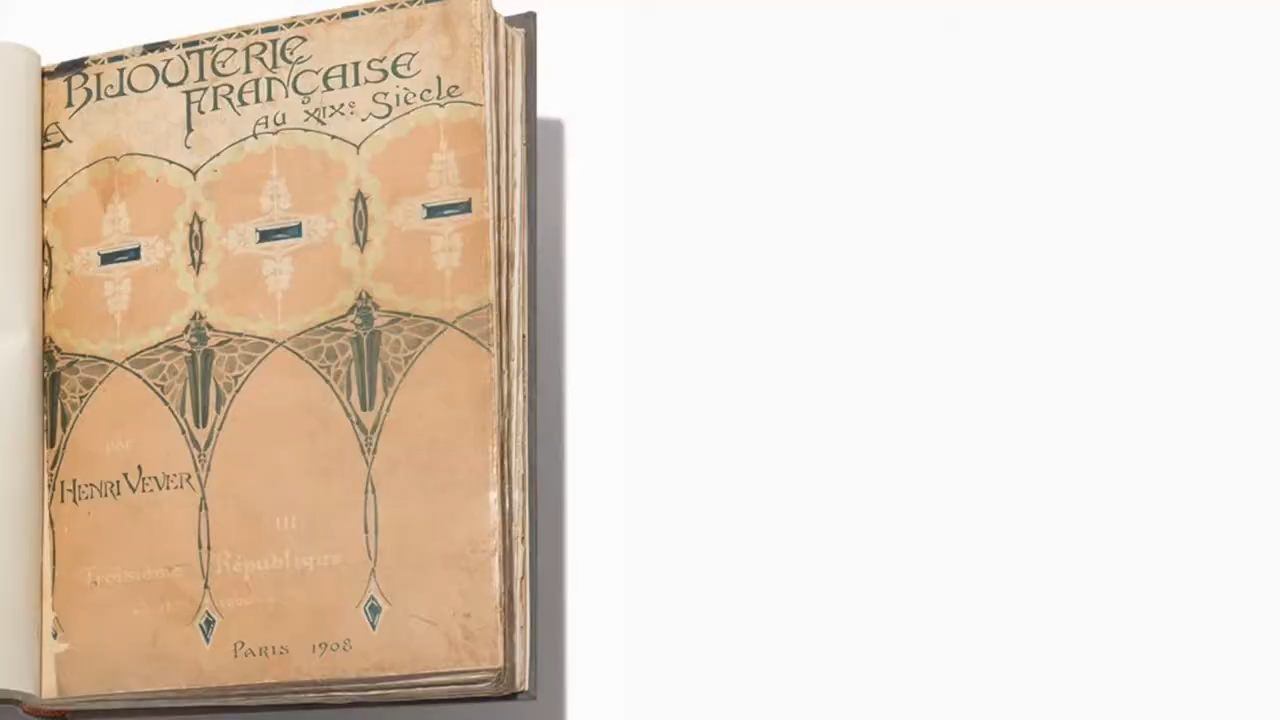 LA
BIJOUTERIE
FRANÇAISE
AU XIXe Siècle
par
HENRI VEVER
III
Troisième République
PARIS 1908